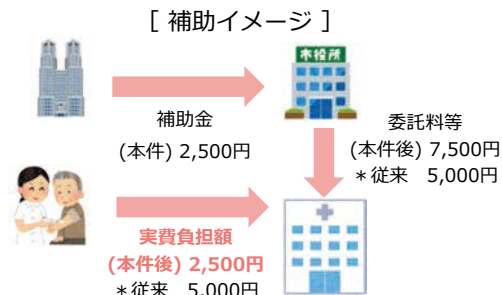 [ 補助イメージ ]
市役所
補助金
(本件) 2,500円
委託料等
(本件後) 7,500円
*従来 5,000円
実費負担額
(本件後) 2,500円
*従来 5,000円